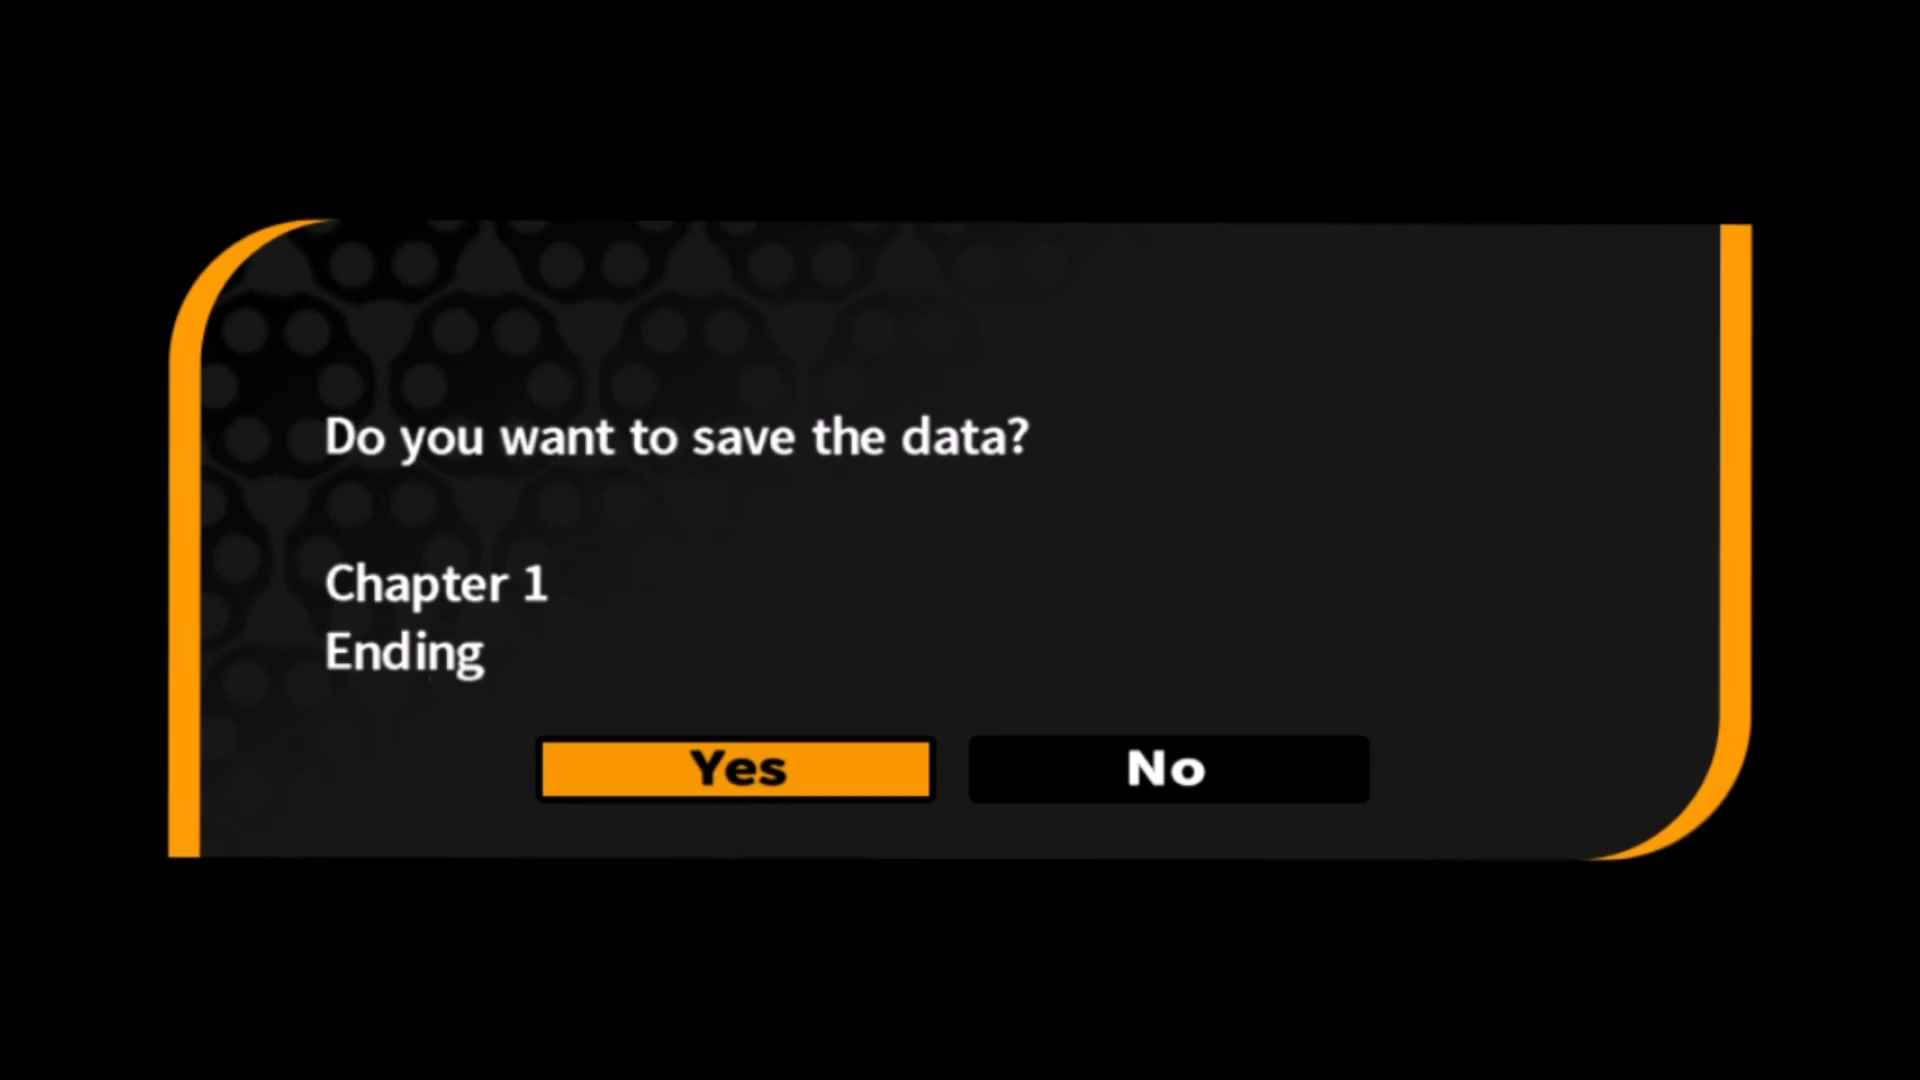 Do you want to save the data?
Chapter 1
Ending
Yes
No